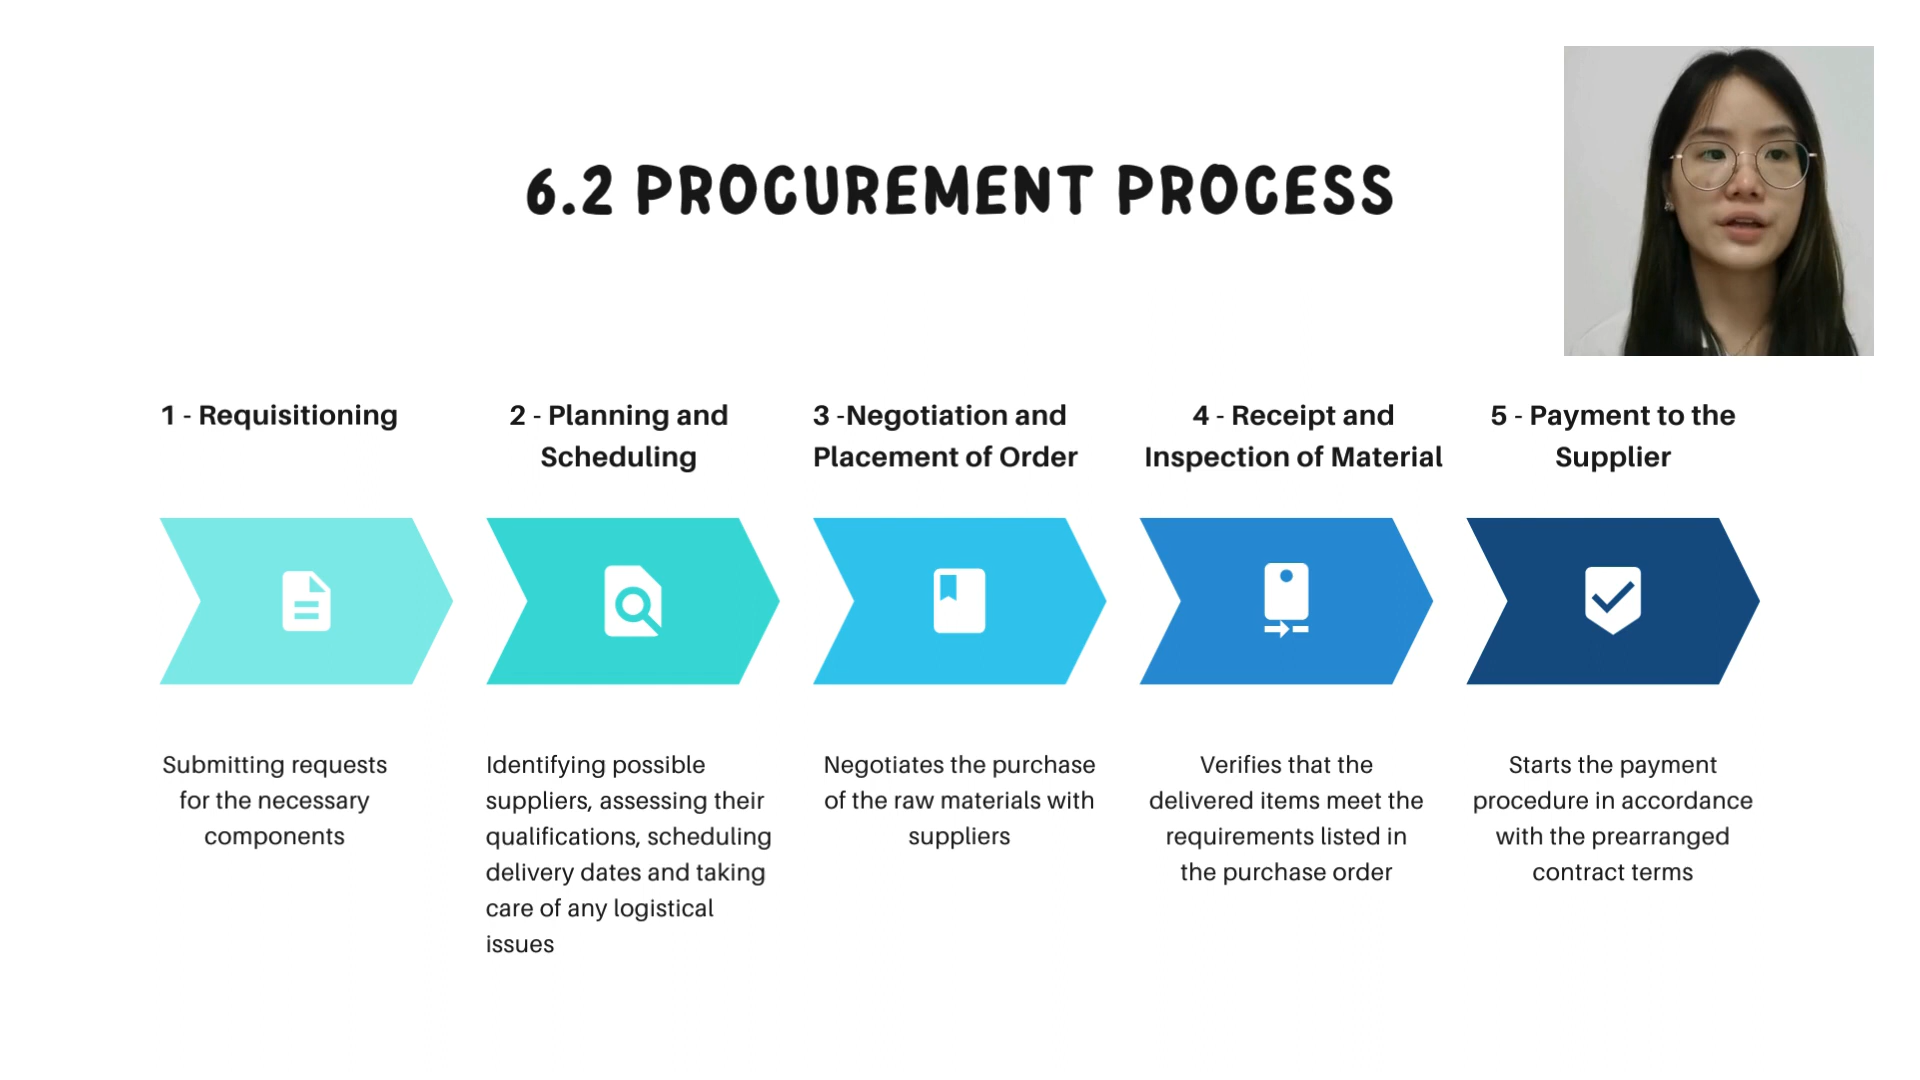 6.2 PROCUREMENT PROCESS
1 - Requisitioning
Submitting requests
for the necessary
components
2 - Planning and
Scheduling
Identifying possible
suppliers, assessing their
qualifications, scheduling
delivery dates and taking
care of any logistical
issues
3 -Negotiation and
Placement of Order
Negotiates the purchase
of the raw materials with
suppliers
4 - Receipt and
Inspection of Material
Verifies that the
delivered items meet the
requirements listed in
the purchase order
5 - Payment to the
Supplier
Starts the payment
procedure in accordance
with the prearranged
contract terms